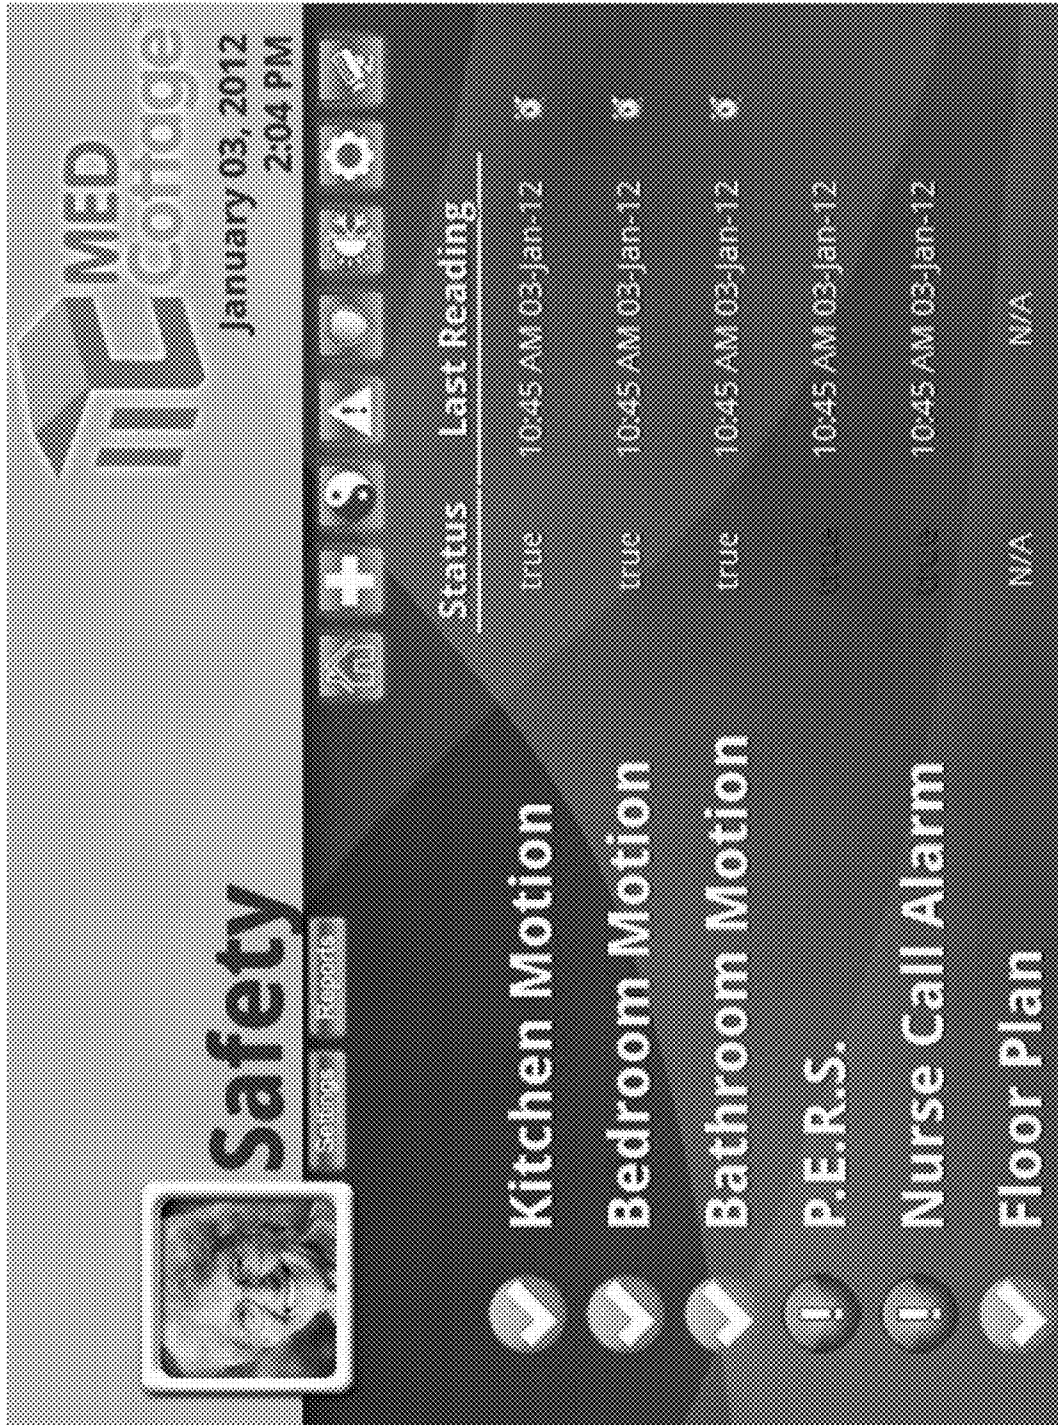 MED
Coinage
January 03, 2012
2:04 PM
Safety
Settings Reports
Status Last Reading
Kitchen Motion true 10:45 AM 03-Jan-12
Bedroom Motion true 10:45 AM 03-Jan-12
Bathroom Motion true 10:45 AM 03-Jan-12
P.E.R.S. 10:45 AM 03-Jan-12
Nurse Call Alarm 10:45 AM 03-Jan-12
Floor Plan N/A N/A